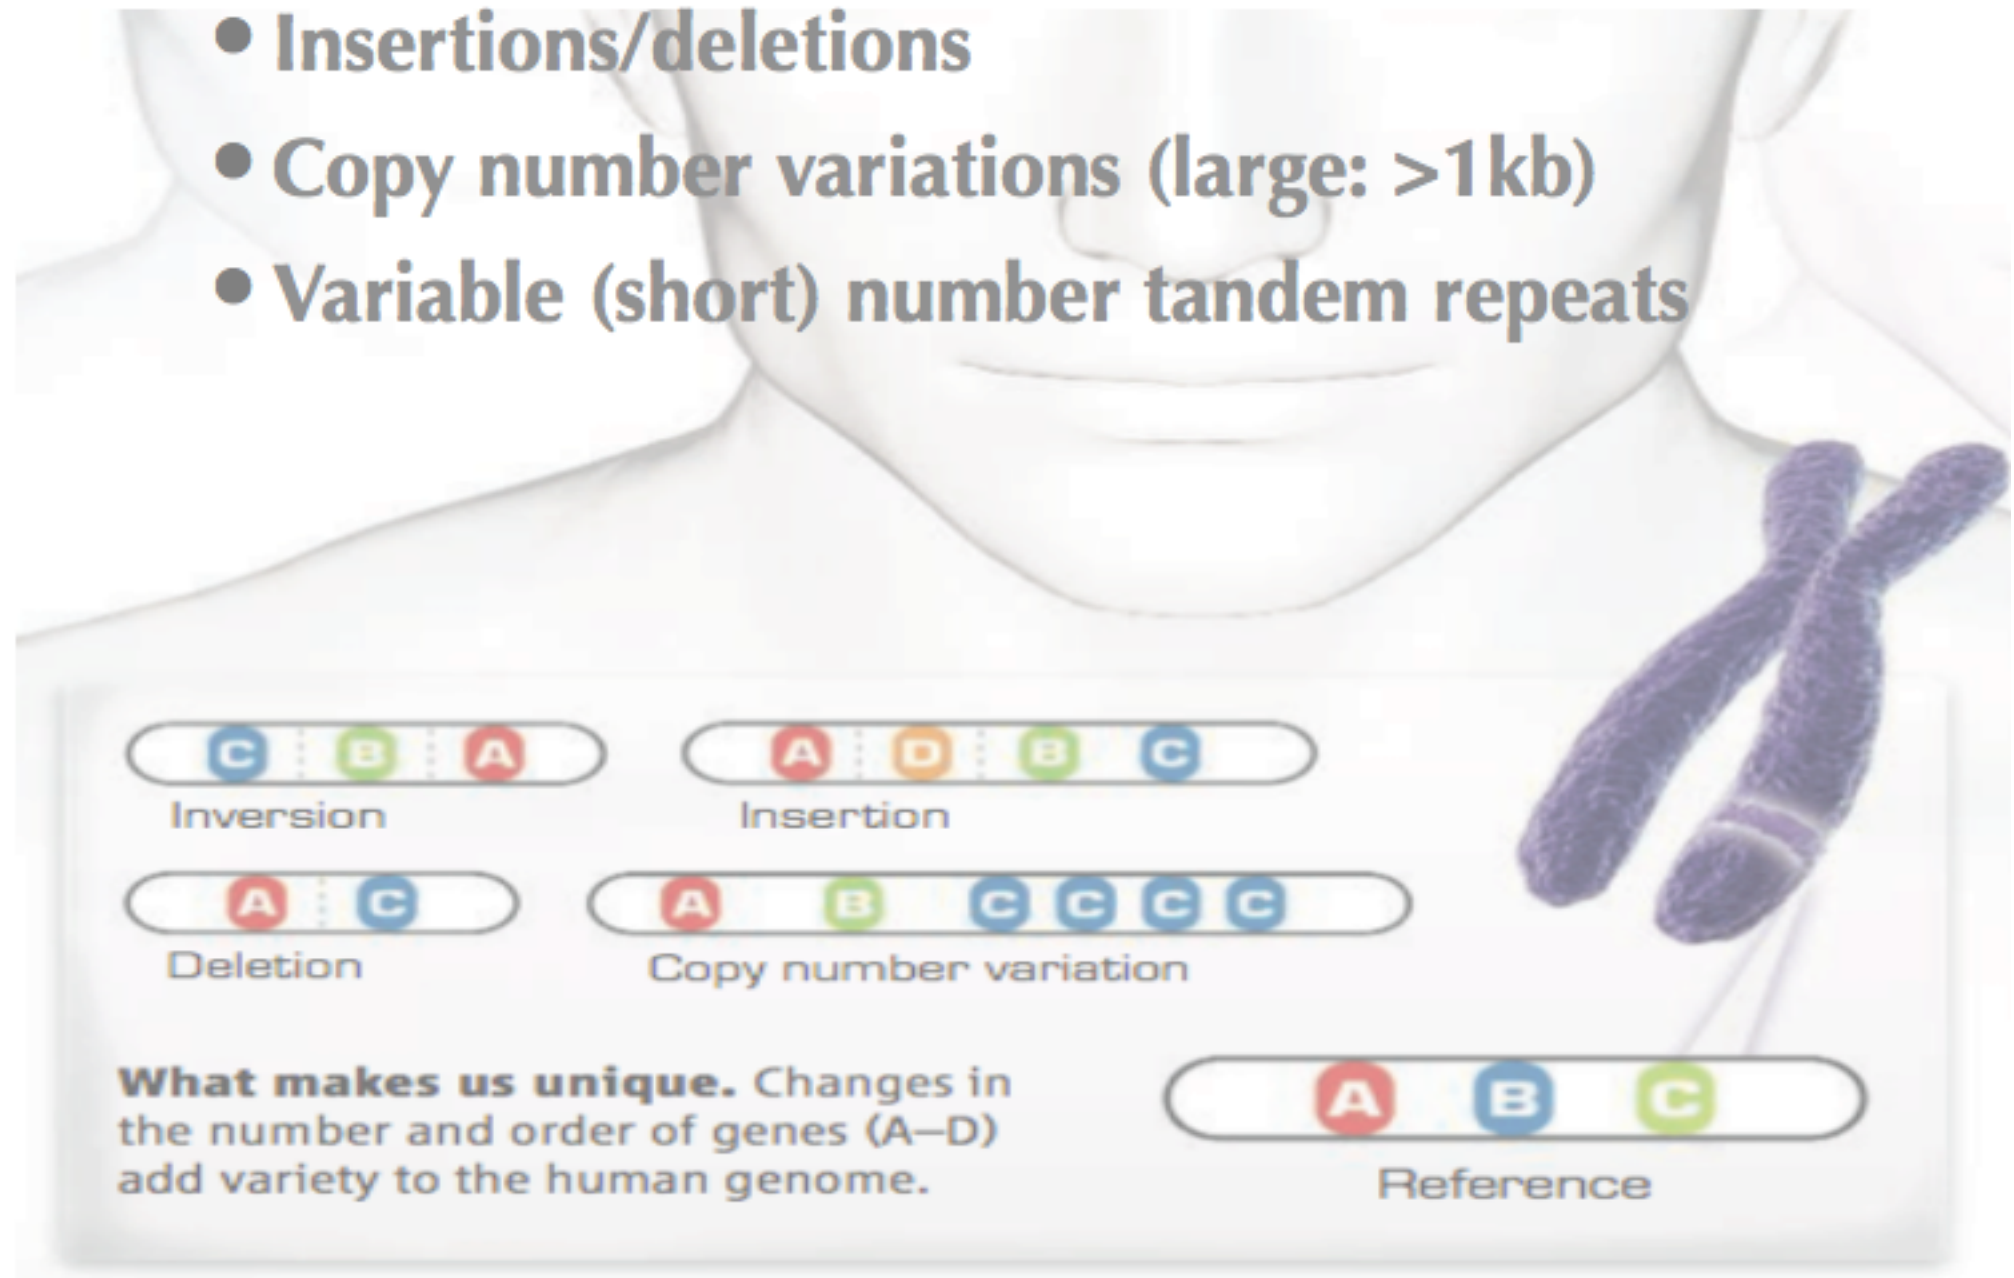 • Insertions/deletions
• Copy number variations (large: >1kb)
• Variable (short) number tandem repeats
C B A
Inversion
A D B C
Insertion
A C
Deletion
A B C C C C
Copy number variation
What makes us unique. Changes in
the number and order of genes (A–D)
add variety to the human genome.
A B C
Reference